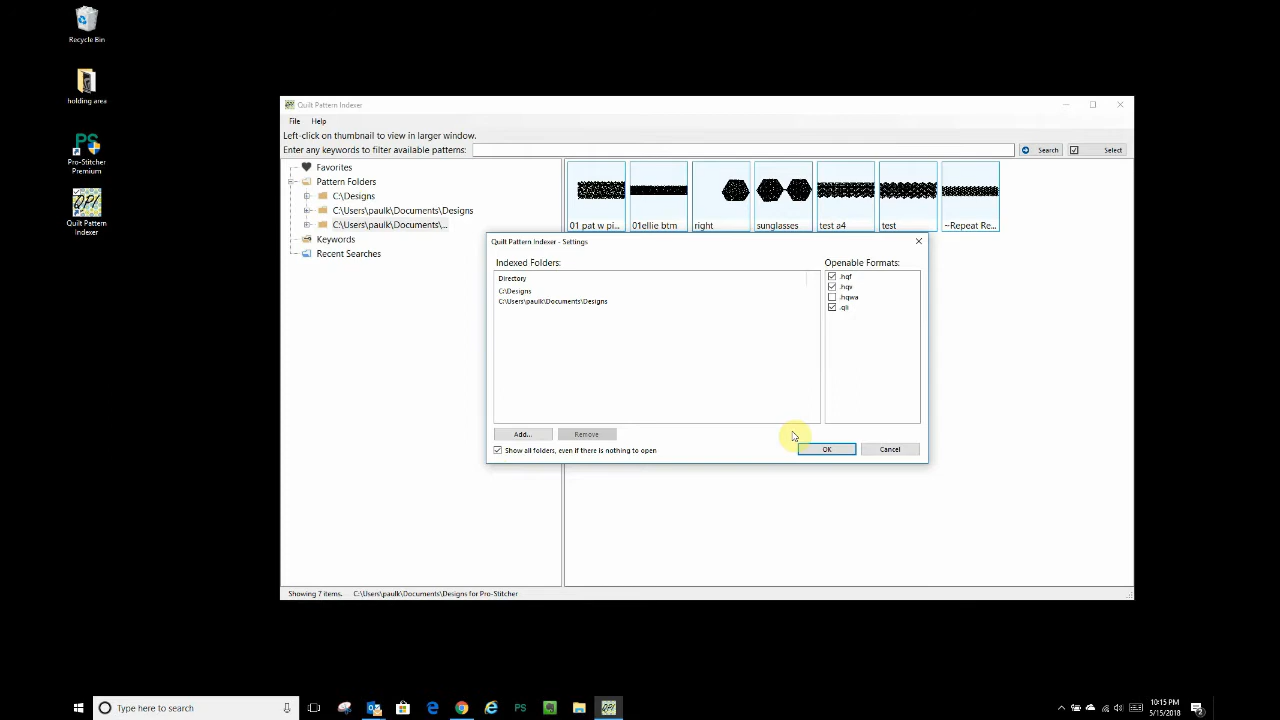 Recycle Bin
holding area
PS
Pro-Stitcher
Premium
QPI
Quilt Pattern
Indexer
Quilt Pattern Indexer
File Help
Left-click on thumbnail to view in larger window.
Enter any keywords to filter available patterns:
Search
Select
Favorites
Pattern Folders
C:\Designs
C:\Users\paulk\Documents\Designs
C:\Users\paulk\Documents\...
Keywords
Recent Searches
01 pat w pi... 01ellie btm right sunglasses test a4 test ~Repeat Re...
Quilt Pattern Indexer - Settings
Indexed Folders:
Directory
C:\Designs
C:\Users\paulk\Documents\Designs
Openable Formats:
.hqf
.hqv
.hqwa
.qli
Add...
Remove
Show all folders, even if there is nothing to open
OK
Cancel
Showing 7 items. C:\Users\paulk\Documents\Designs for Pro-Stitcher
Type here to search
PS
10:15 PM
5/15/2018
2